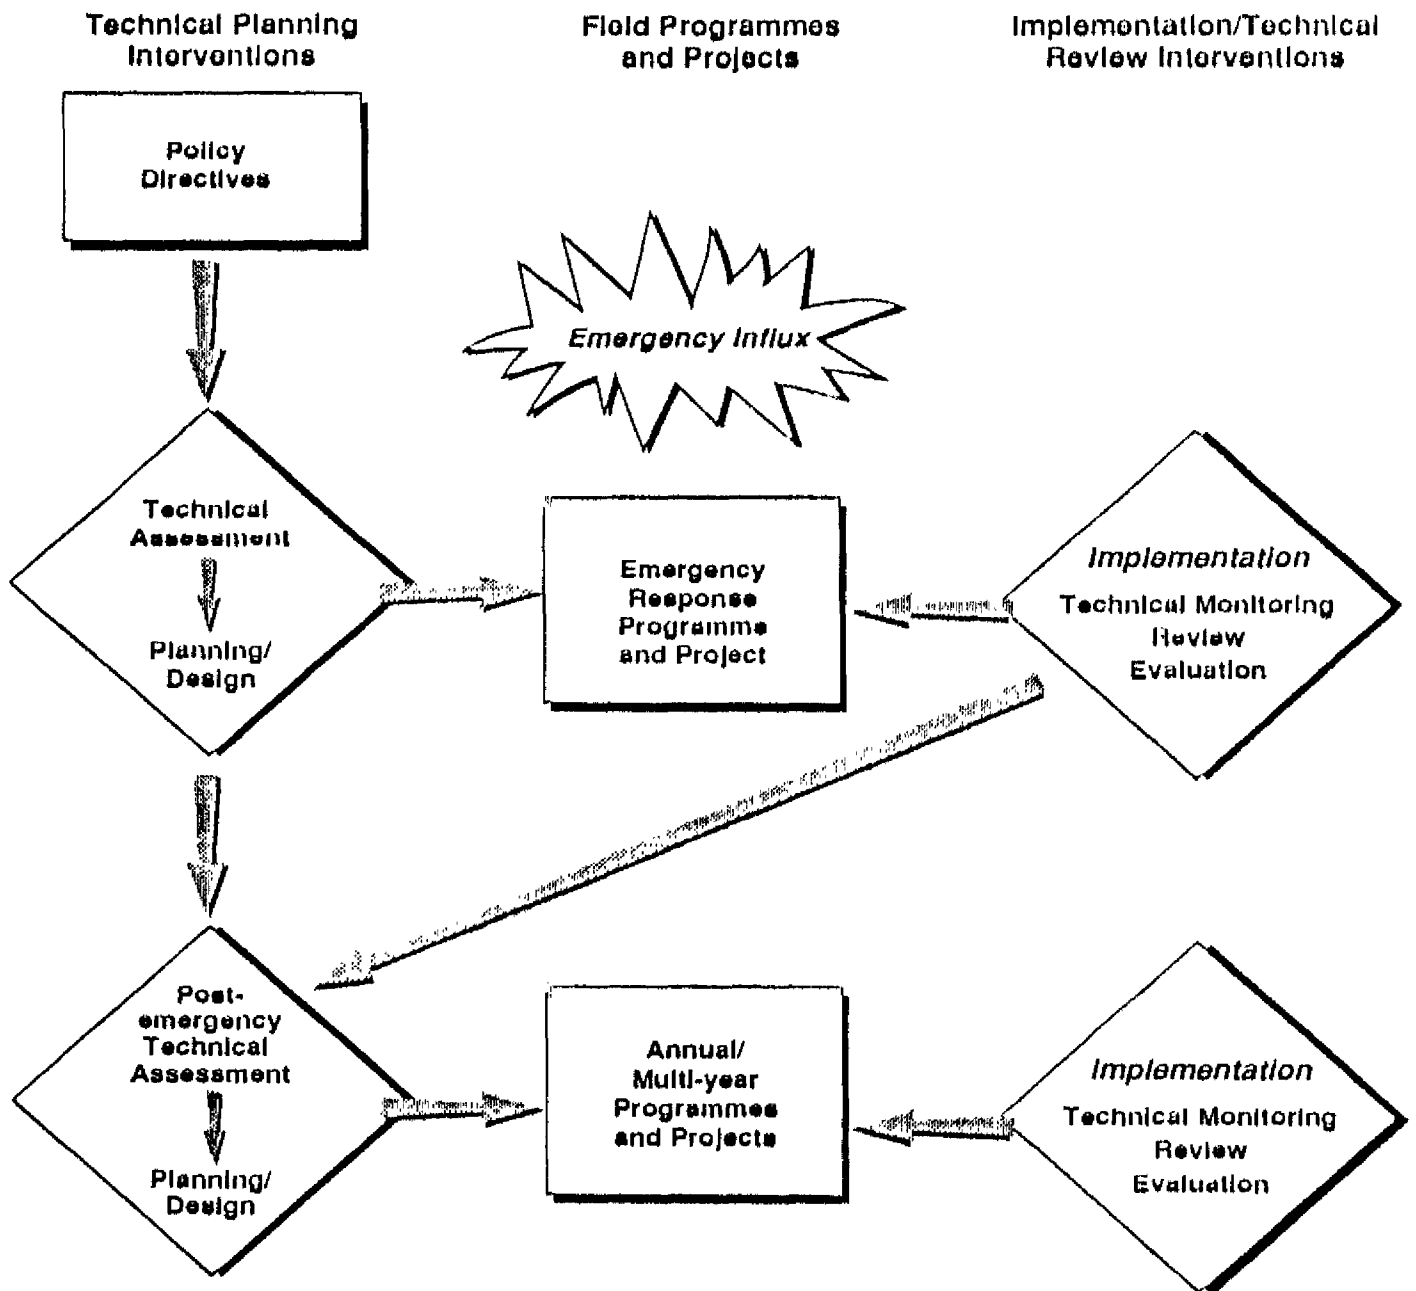 Technical Planning
Interventions
Field Programmes
and Projects
Implementation/Technical
Review Interventions
Policy
Directives
Emergency Influx
Technical
Assessment
Planning/
Design
Emergency
Response
Programme
and Project
Implementation
Technical Monitoring
Review
Evaluation
Post-
emergency
Technical
Assessment
Planning/
Design
Annual/
Multi-year
Programmes
and Projects
Implementation
Technical Monitoring
Review
Evaluation